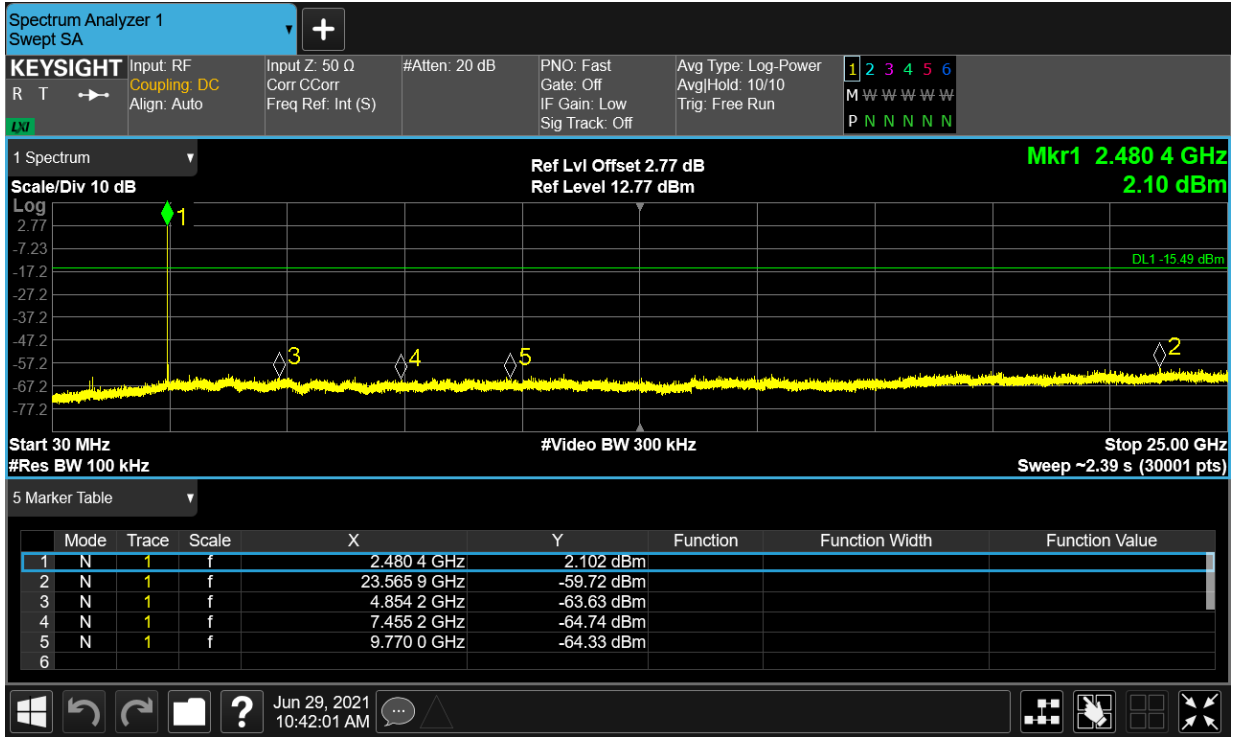 Spectrum Analyzer 1
Swept SA
+
KEYSIGHT
R T
LXI
Input: RF
Coupling: DC
Align: Auto
Input Z: 50 Ω
Corr CCorr
Freq Ref: Int (S)
#Atten: 20 dB
PNO: Fast
Gate: Off
IF Gain: Low
Sig Track: Off
Avg Type: Log-Power
Avg|Hold: 10/10
Trig: Free Run
1 2 3 4 5 6
M W W W W W
P N N N N N
1 Spectrum
Scale/Div 10 dB
Ref Lvl Offset 2.77 dB
Ref Level 12.77 dBm
Mkr1 2.480 4 GHz
2.10 dBm
Log
2.77
-7.23
-17.2
-27.2
-37.2
-47.2
-57.2
-67.2
-77.2
1
DL1 -15.49 dBm
3
4
5
2
Start 30 MHz
#Res BW 100 kHz
#Video BW 300 kHz
Stop 25.00 GHz
Sweep ~2.39 s (30001 pts)
5 Marker Table
Mode Trace Scale X Y Function Function Width Function Value
1 N 1 f 2.480 4 GHz 2.102 dBm
2 N 1 f 23.565 9 GHz -59.72 dBm
3 N 1 f 4.854 2 GHz -63.63 dBm
4 N 1 f 7.455 2 GHz -64.74 dBm
5 N 1 f 9.770 0 GHz -64.33 dBm
6
?
Jun 29, 2021
10:42:01 AM